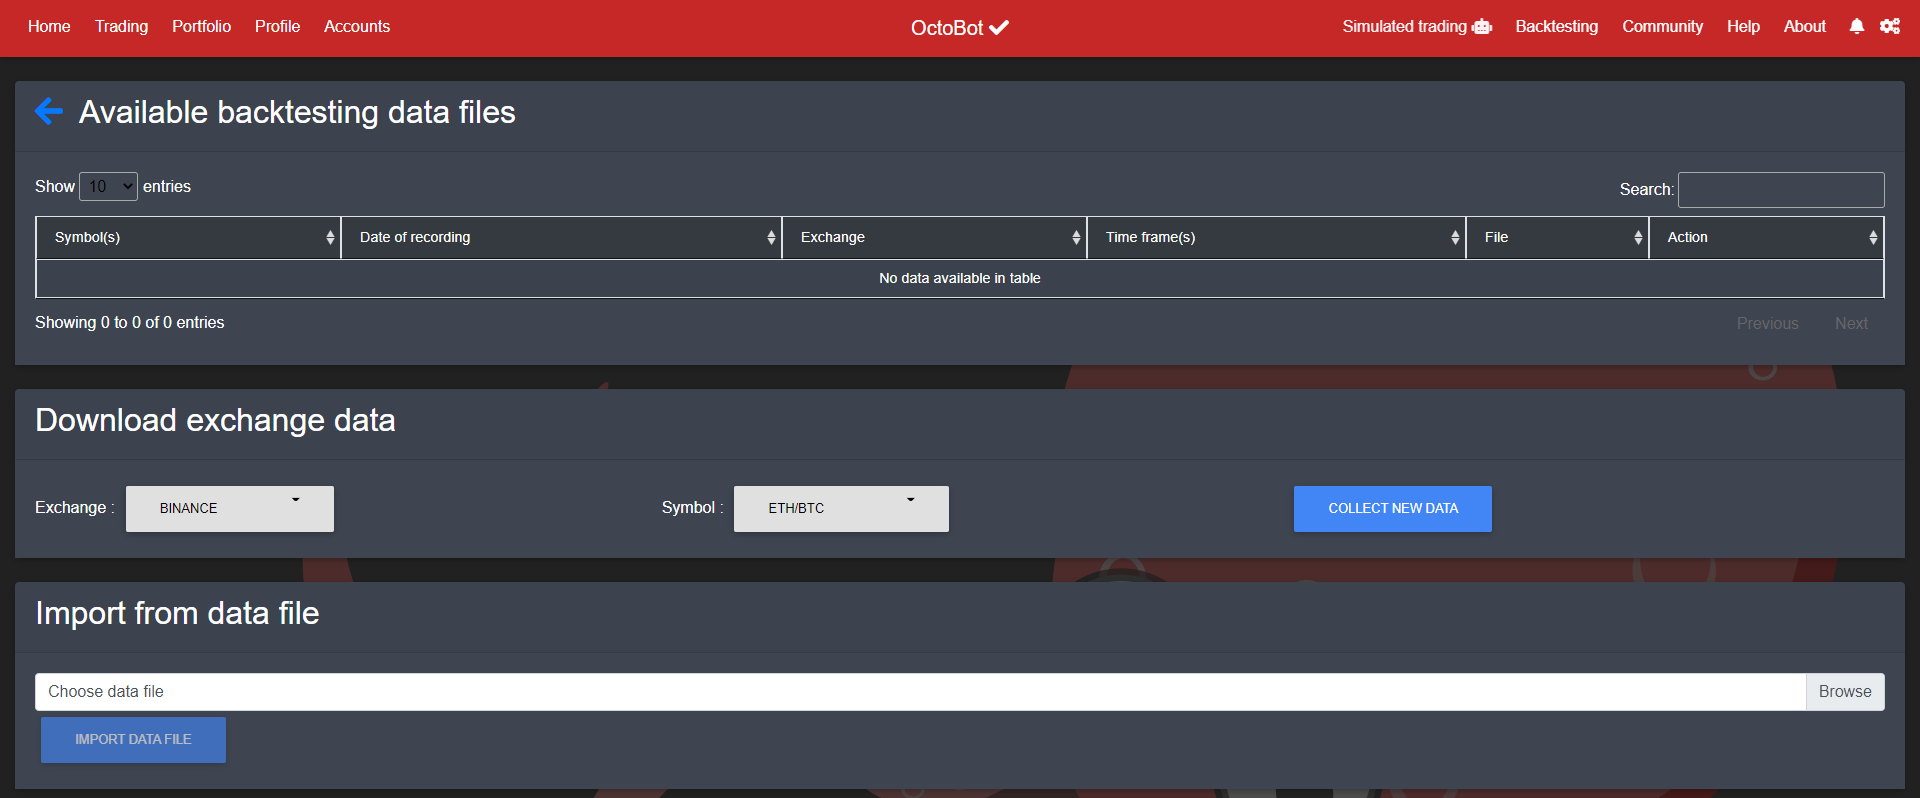 Home Trading Portfolio Profile Accounts OctoBot Simulated trading Backtesting Community Help About
Available backtesting data files
Show 10 entries Search:
Symbol(s) Date of recording Exchange Time frame(s) File Action
No data available in table
Showing 0 to 0 of 0 entries Previous Next
Download exchange data
Exchange : BINANCE Symbol : ETH/BTC COLLECT NEW DATA
Import from data file
Choose data file Browse
IMPORT DATA FILE